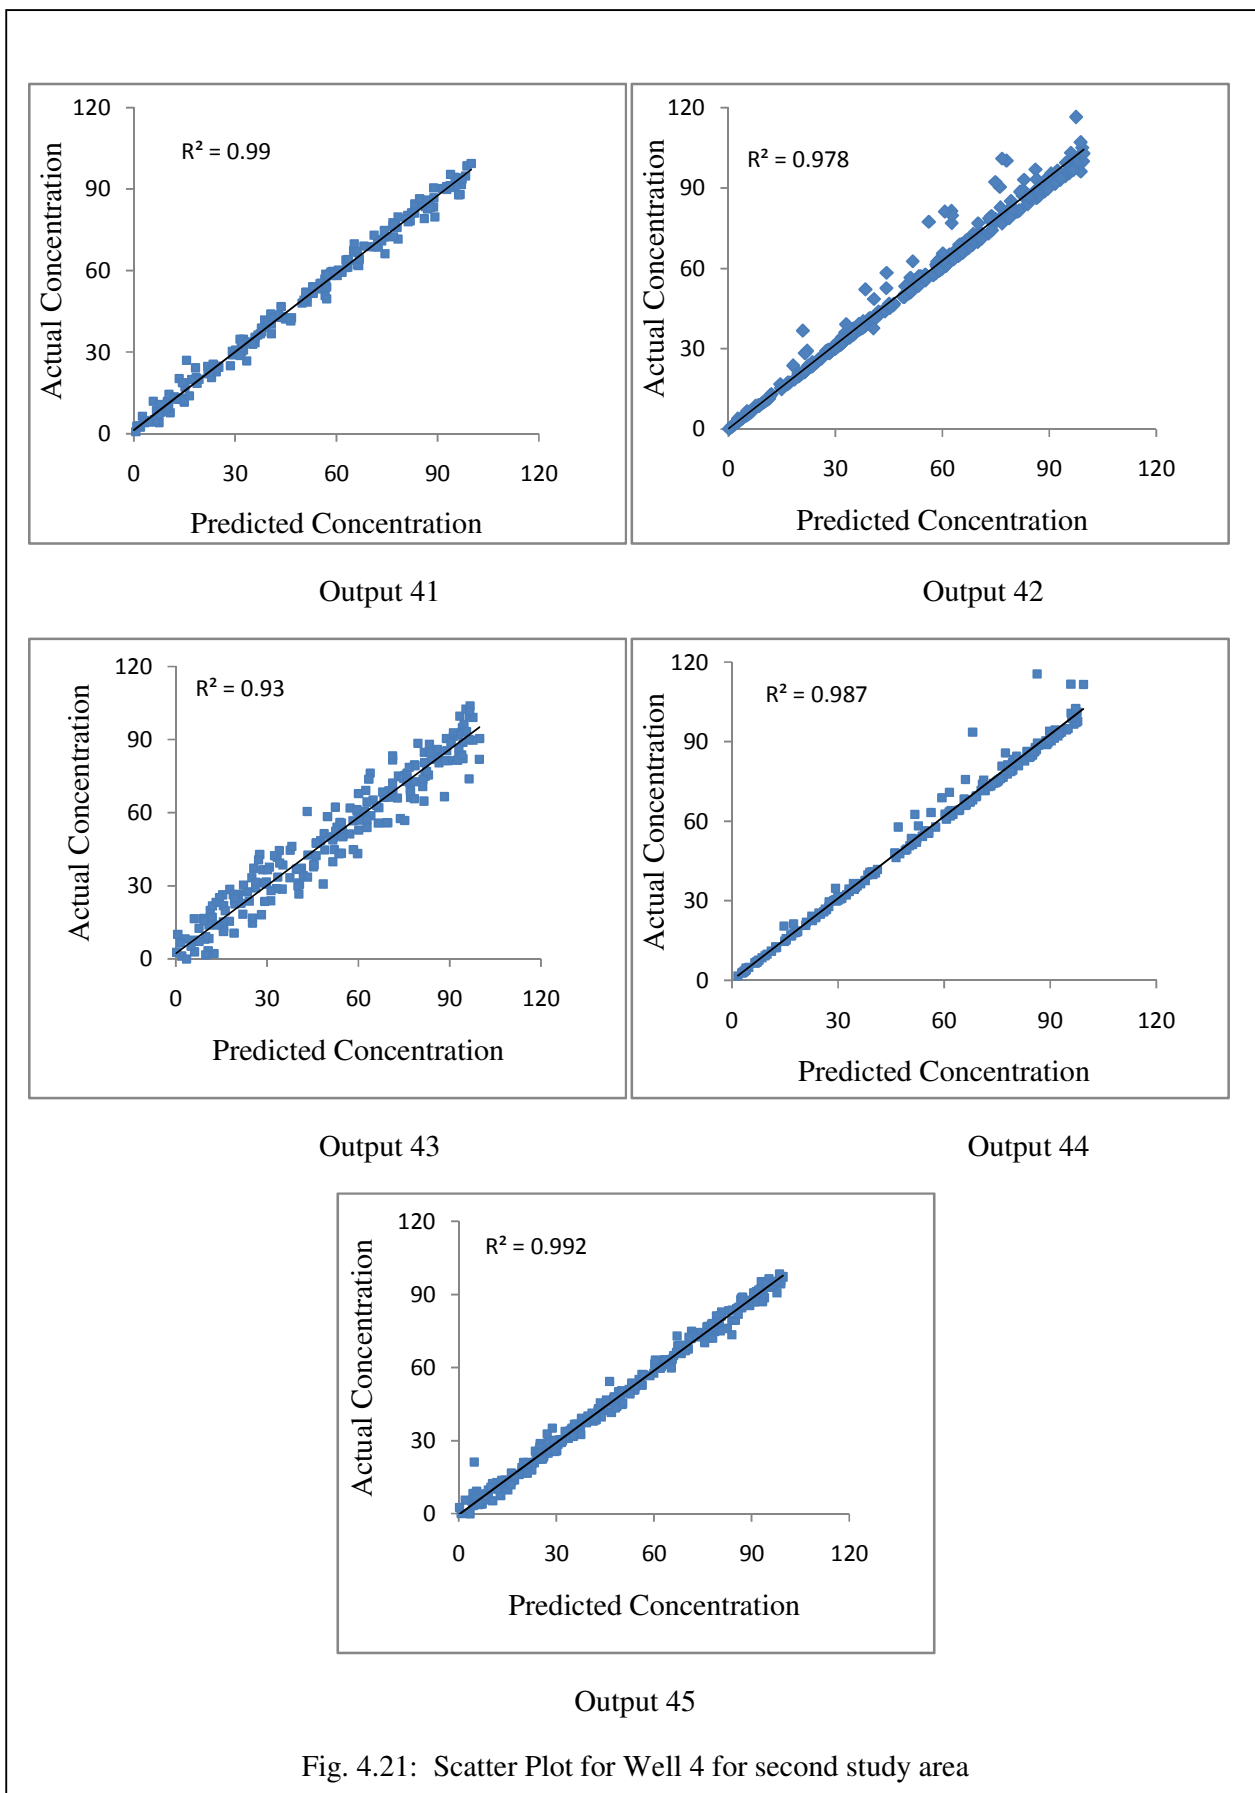 120
90
60
30
0
Actual Concentration
R² = 0.99
0 30 60 90 120
Predicted Concentration
Output 41
120
90
60
30
0
Actual Concentration
R² = 0.978
0 30 60 90 120
Predicted Concentration
Output 42
120
90
60
30
0
Actual Concentration
R² = 0.93
0 30 60 90 120
Predicted Concentration
Output 43
120
90
60
30
0
Actual Concentration
R² = 0.987
0 30 60 90 120
Predicted Concentration
Output 44
120
90
60
30
0
Actual Concentration
R² = 0.992
0 30 60 90 120
Predicted Concentration
Output 45
Fig. 4.21: Scatter Plot for Well 4 for second study area